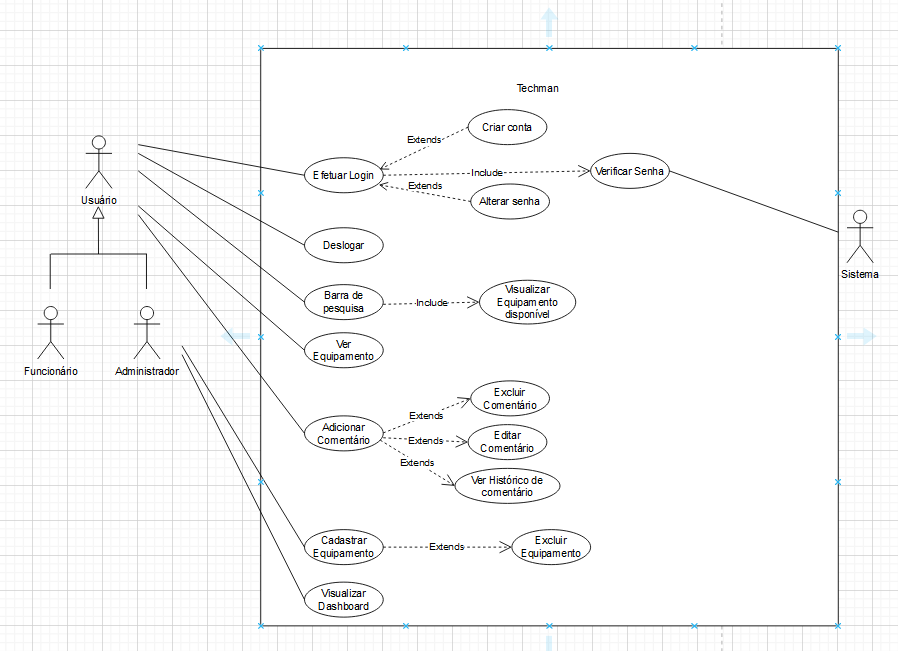 Techman
Criar conta
Extends
Efetuar Login
Include
Verificar Senha
Extends
Alterar senha
Usuário
Deslogar
Sistema
Barra de
pesquisa
Include
Visualizar
Equipamento
disponível
Ver
Equipamento
Funcionário
Administrador
Excluir
Comentário
Extends
Adicionar
Comentário
Extends
Editar
Comentário
Extends
Ver Histórico de
comentário
Cadastrar
Equipamento
Extends
Excluir
Equipamento
Visualizar
Dashboard